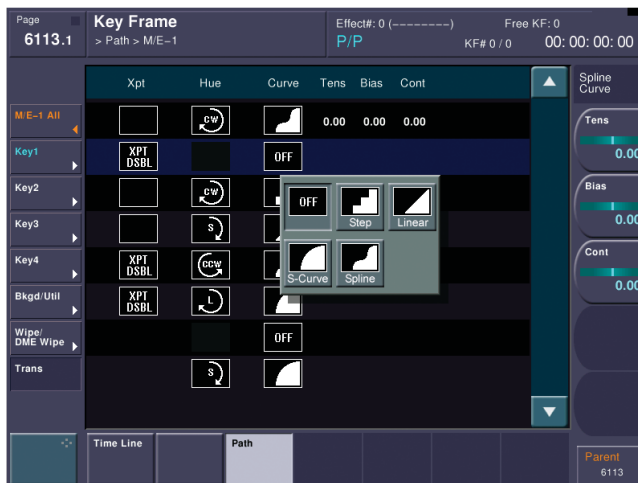 Page
6113.1
Key Frame
> Path > M/E-1
Effect#: 0 (--------)
P/P
Free KF: 0
KF# 0 / 0
00: 00: 00: 00
Xpt Hue Curve Tens Bias Cont
Spline
Curve
M/E-1 All
CW
0.00 0.00 0.00
Tens
0.00
Key1
XPT
DSBL
OFF
Key2
CW
OFF
Step
Linear
Bias
0.00
Key3
S
S-Curve
Spline
Cont
0.00
Key4
XPT
DSBL
CCW
Bkgd/Util
XPT
DSBL
L
Wipe/
DME Wipe
OFF
Trans
S
Time Line
Path
Parent
6113